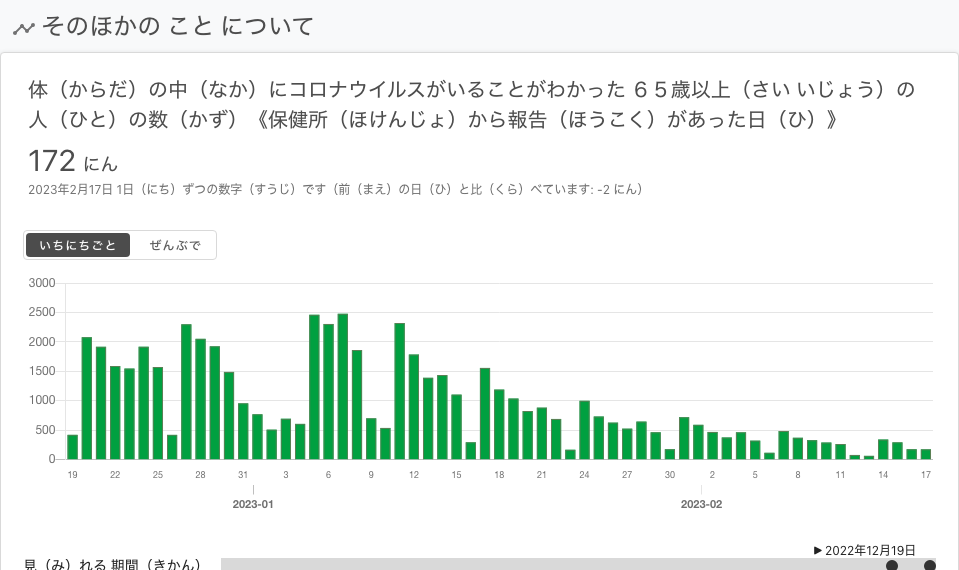 そのほかの こと について
体（からだ）の中（なか）にコロナウイルスがいることがわかった ６５歳以上（さい いじょう）の
人（ひと）の数（かず）《保健所（ほけんじょ）から報告（ほうこく）があった日（ひ）》
172 にん
2023年2月17日 1日（にち）ずつの数字（すうじ）です（前（まえ）の日（ひ）と比（くら）べています: -2 にん）
いちにちごと ぜんぶで
3000
2500
2000
1500
1000
500
0
19 22 25 28 31 3 6 9 12 15 18 21 24 27 30 2 5 8 11 14 17
2023-01 2023-02
▶ 2022年12月19日
見（み）れる 期間（きかん）